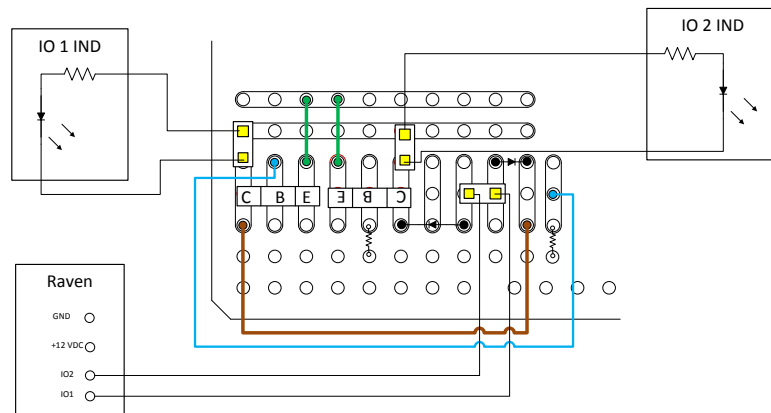 IO 1 IND
IO 2 IND
C B E E B C
Raven
GND
+12 VDC
IO2
IO1